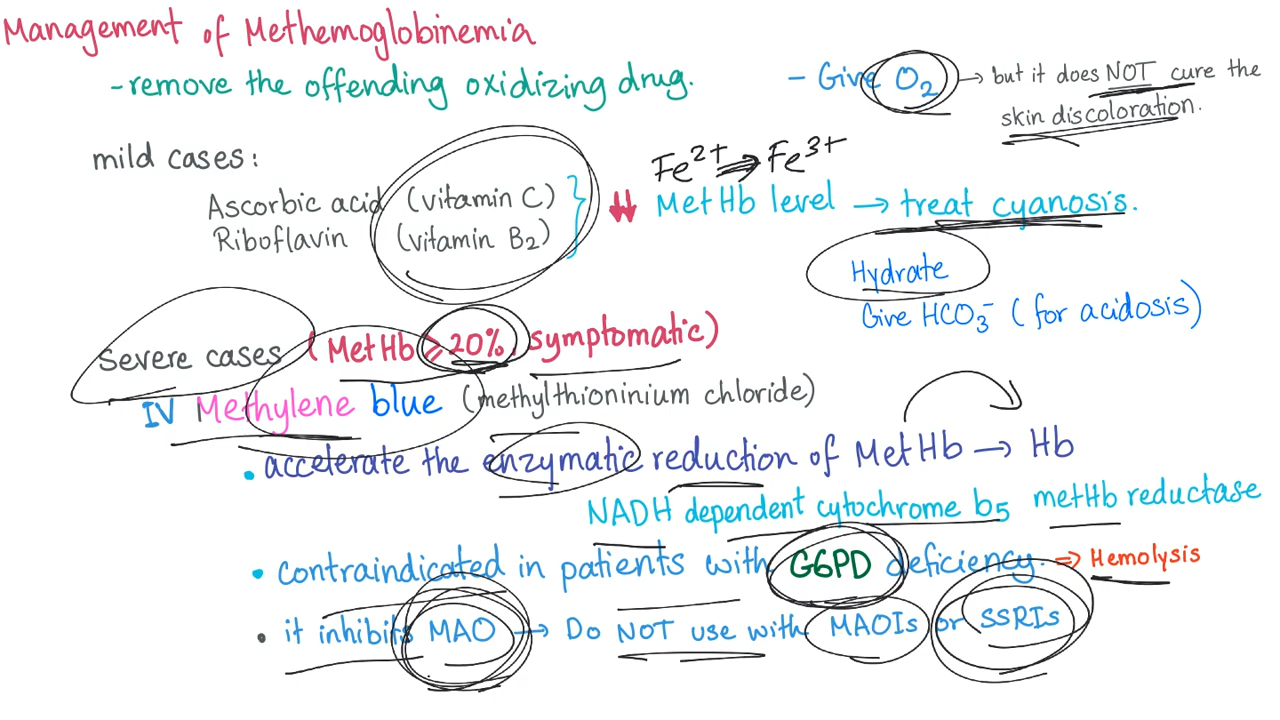 Management of Methemoglobinemia
- remove the offending oxidizing drug.
- Give O₂ → but it does NOT cure the
skin discoloration.
mild cases:
Ascorbic acid (vitamin C)
Riboflavin (vitamin B₂)
Fe²⁺ → Fe³⁺
↓↓ MetHb level → treat cyanosis.
Hydrate
Give HCO₃⁻ (for acidosis)
Severe cases (MetHb ≥ 20%, symptomatic)
IV Methylene blue (methylthioninium chloride)
• accelerate the enzymatic reduction of MetHb → Hb
NADH dependent cytochrome b5 metHb reductase
• contraindicated in patients with G6PD deficiency. → Hemolysis
• it inhibits MAO → Do NOT use with MAOIs or SSRIs